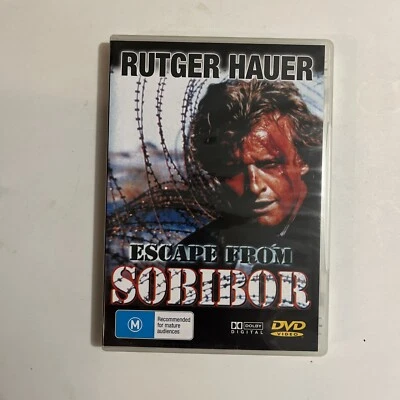 RUTGER HAUER
ESCAPE FROM
SOBIBOR
M
Recommended
for mature
audiences
DOLBY
DIGITAL
DVD
VIDEO